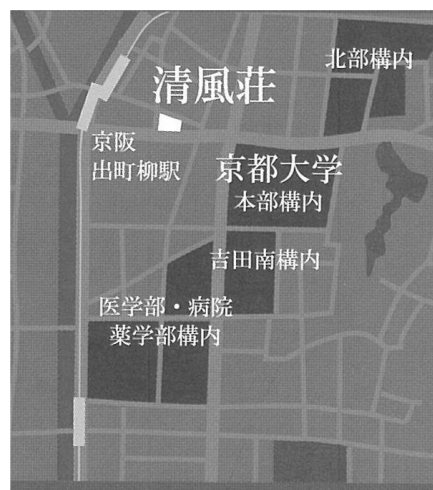 北部構内
清風荘
京阪
出町柳駅
京都大学
本部構内
吉田南構内
医学部・病院
薬学部構内